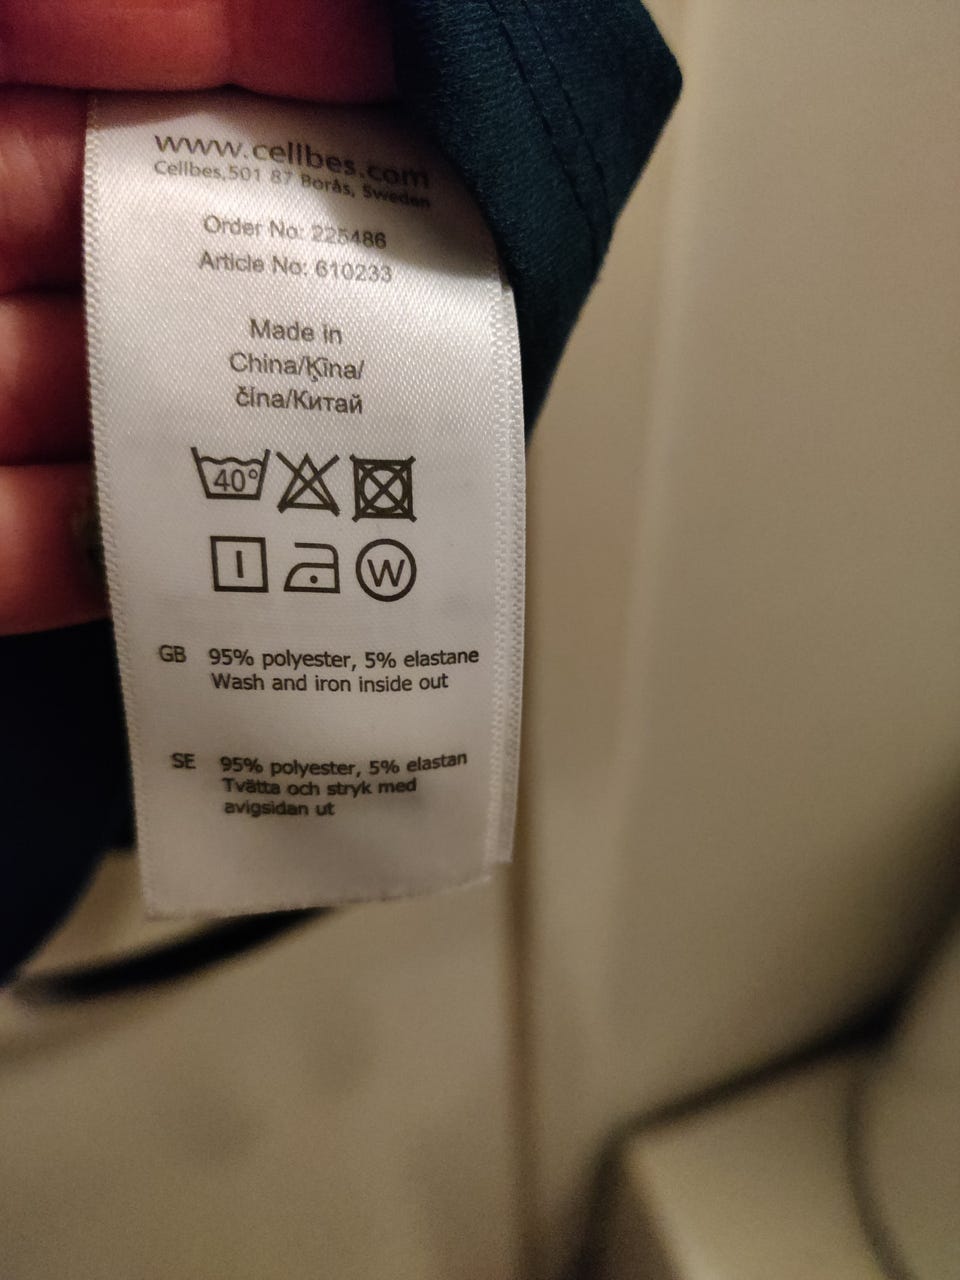 www.cellbes.com
Cellbes,501 87 Borås, Sweden
Order No: 225486
Article No: 610233
Made in
China/Ķīna/
čína/Китай
40°
W
GB 95% polyester, 5% elastane
Wash and iron inside out
SE 95% polyester, 5% elastan
Tvätta och stryk med
avigsidan ut